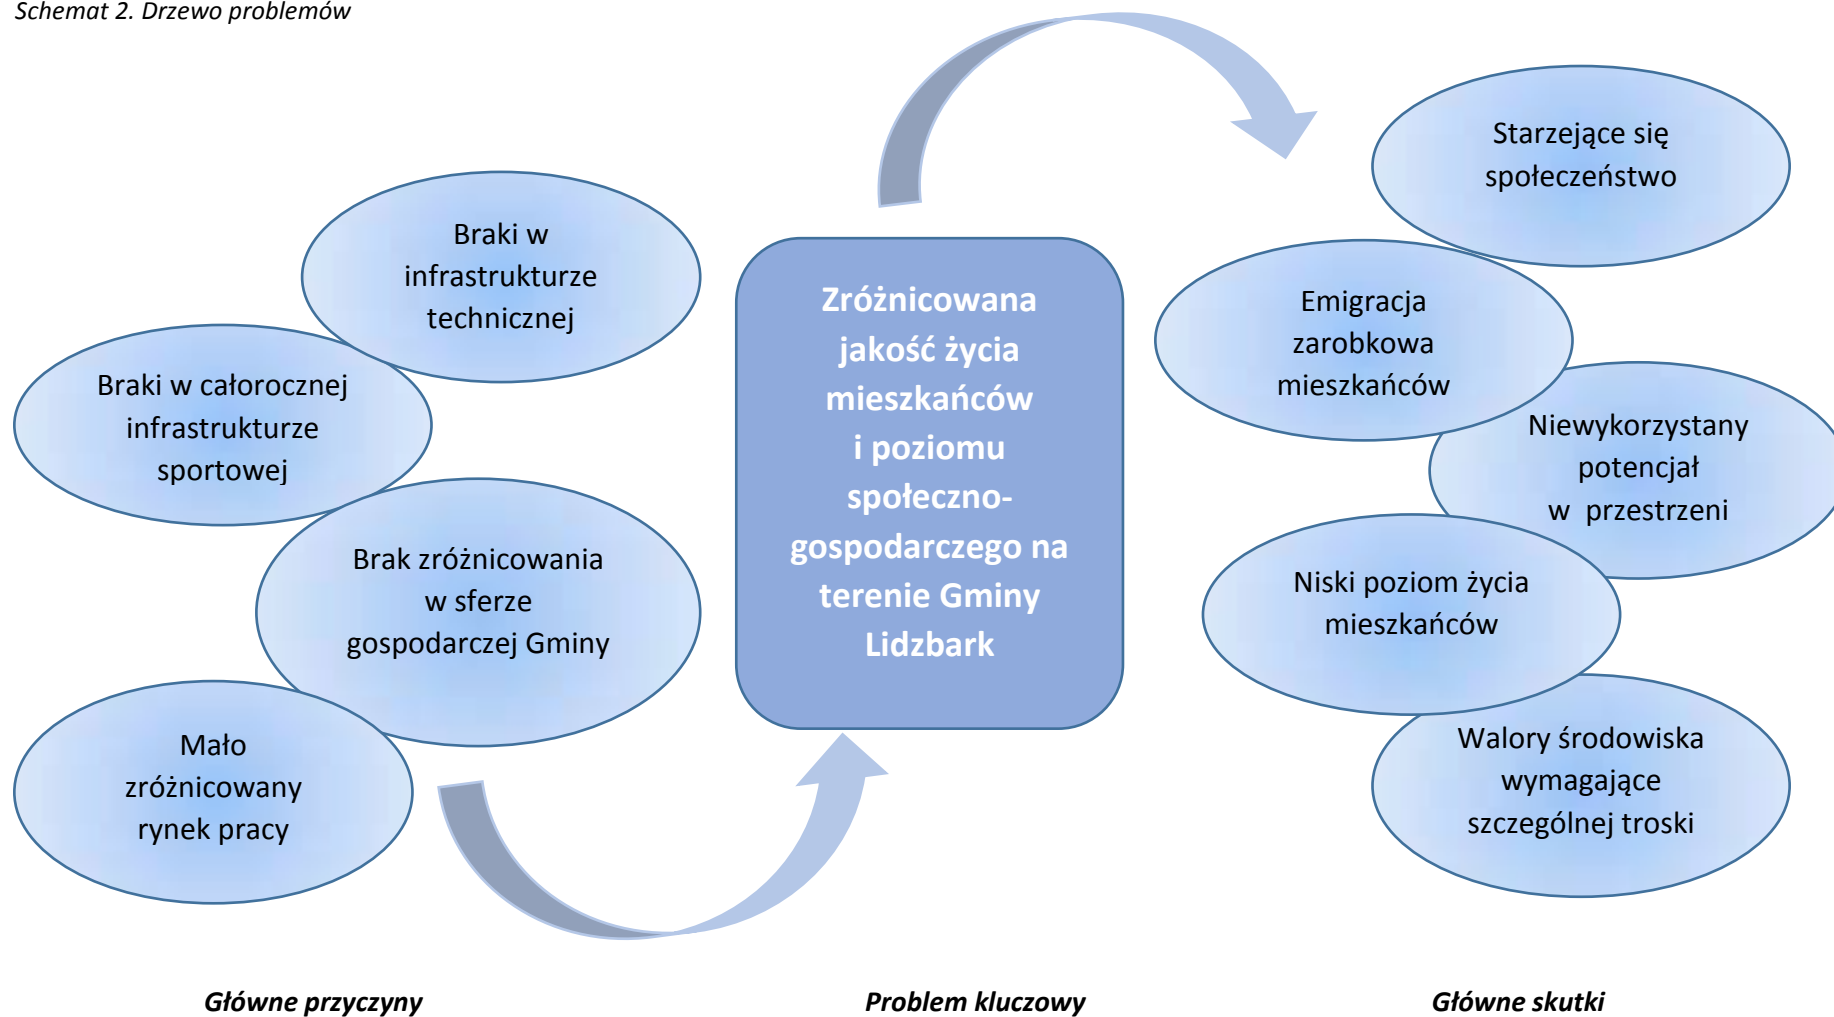 Schemat 2. Drzewo problemów
Braki w
infrastrukturze
technicznej
Braki w całorocznej
infrastrukturze
sportowej
Brak zróżnicowania
w sferze
gospodarczej Gminy
Mało
zróżnicowany
rynek pracy
Zróżnicowana
jakość życia
mieszkańców
i poziomu
społeczno-
gospodarczego na
terenie Gminy
Lidzbark
Starzejące się
społeczeństwo
Emigracja
zarobkowa
mieszkańców
Niewykorzystany
potencjał
w przestrzeni
Niski poziom życia
mieszkańców
Walory środowiska
wymagające
szczególnej troski
Główne przyczyny
Problem kluczowy
Główne skutki